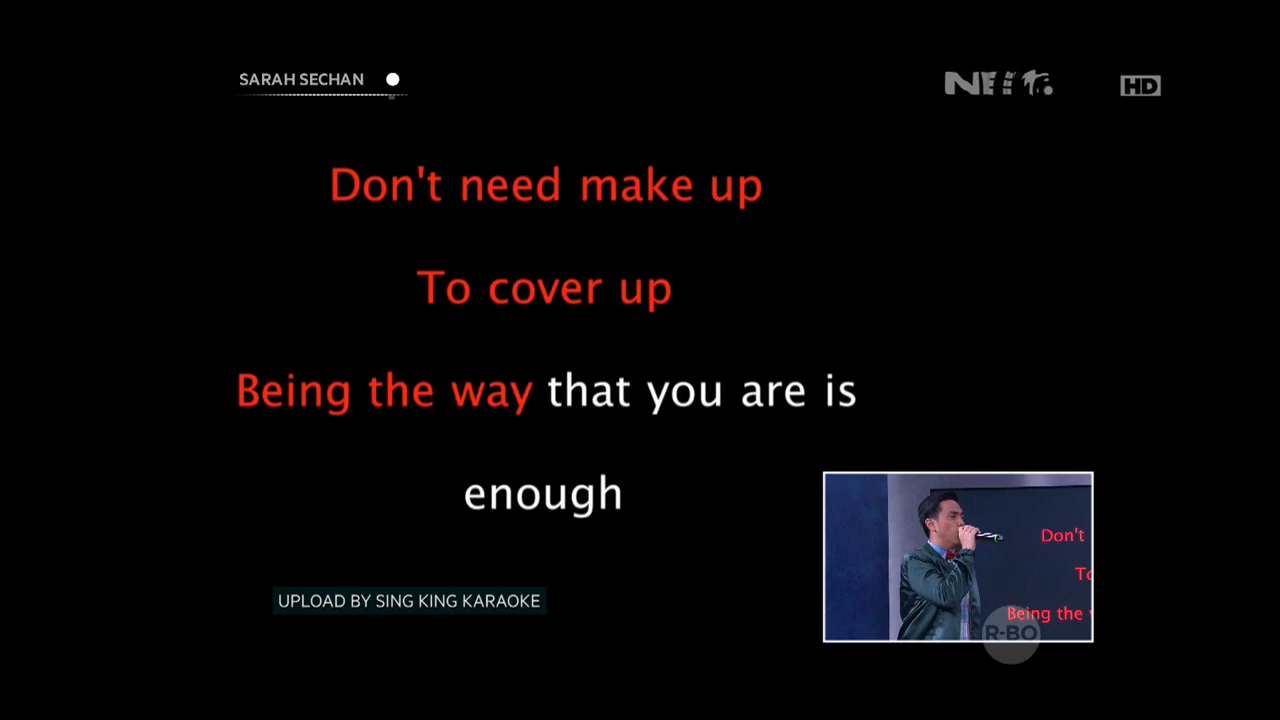 SARAH SECHAN
HD
Don't need make up
To cover up
Being the way that you are is
enough
Don't
To
Being the
UPLOAD BY SING KING KARAOKE
R-BO